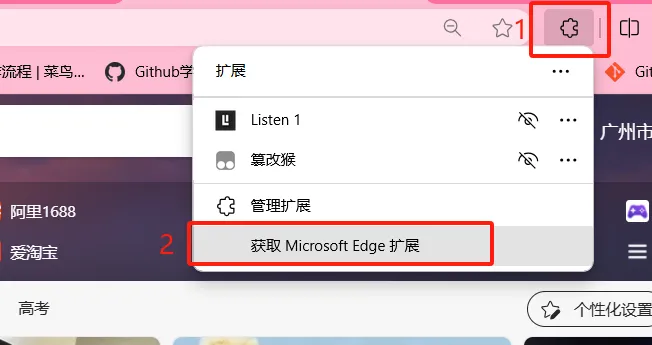 1
作流程 | 菜鸟...
Github学
Git
扩展
Listen 1
篡改猴
管理扩展
2
获取 Microsoft Edge 扩展
广州市
阿里1688
爱淘宝
高考
个性化设置